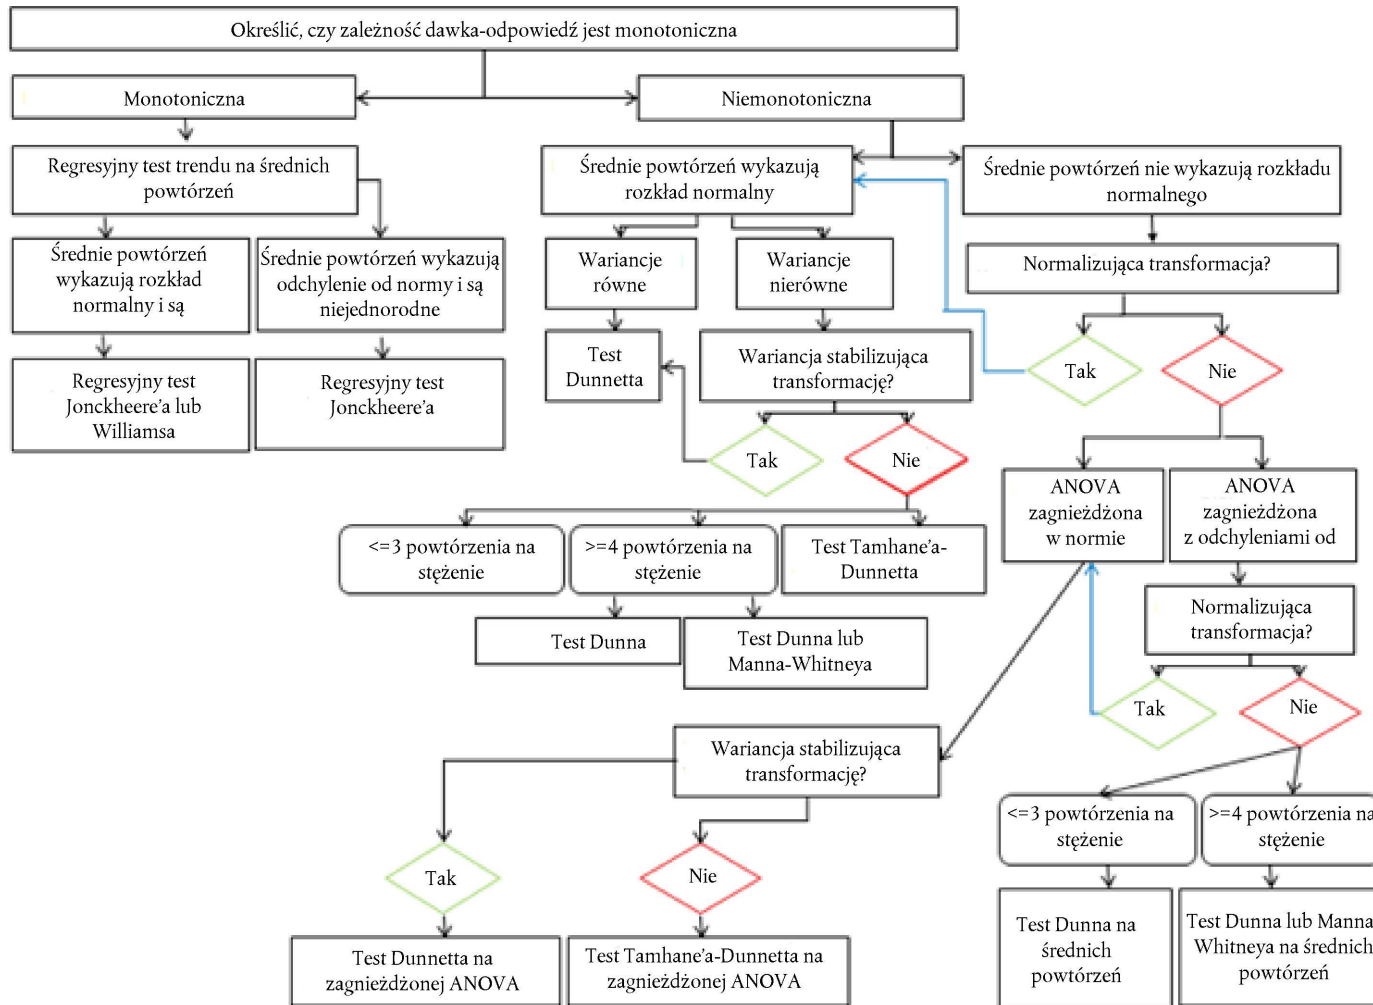 Określić, czy zależność dawka-odpowiedź jest monotoniczna
Monotoniczna
Niemonotoniczna
Regresyjny test trendu na średnich
powtórzeń
Średnie powtórzeń wykazują
rozkład normalny
Średnie powtórzeń nie wykazują rozkładu
normalnego
Średnie powtórzeń
wykazują rozkład
normalny i są
Średnie powtórzeń wykazują
odchylenie od normy i są
niejednorodne
Wariancje
równe
Wariancje
nierówne
Normalizująca transformacja?
Regresyjny test
Jonckheere’a lub
Williamsa
Regresyjny test
Jonckheere’a
Test
Dunnetta
Wariancja stabilizująca
transformację?
Tak
Nie
Tak
Nie
ANOVA
zagnieżdżona
w normie
ANOVA
zagnieżdżona
z odchyleniami od
<=3 powtórzenia na
stężenie
>=4 powtórzenia na
stężenie
Test Tamhane’a-
Dunnetta
Normalizująca
transformacja?
Test Dunna
Test Dunna lub
Manna-Whitneya
Tak
Nie
Wariancja stabilizująca
transformację?
<=3 powtórzenia na
stężenie
>=4 powtórzenia na
stężenie
Tak
Nie
Test Dunna na
średnich
powtórzeń
Test Dunna lub Manna
Whitneya na średnich
powtórzeń
Test Dunnetta na
zagnieżdżonej ANOVA
Test Tamhane’a-Dunnetta na
zagnieżdżonej ANOVA